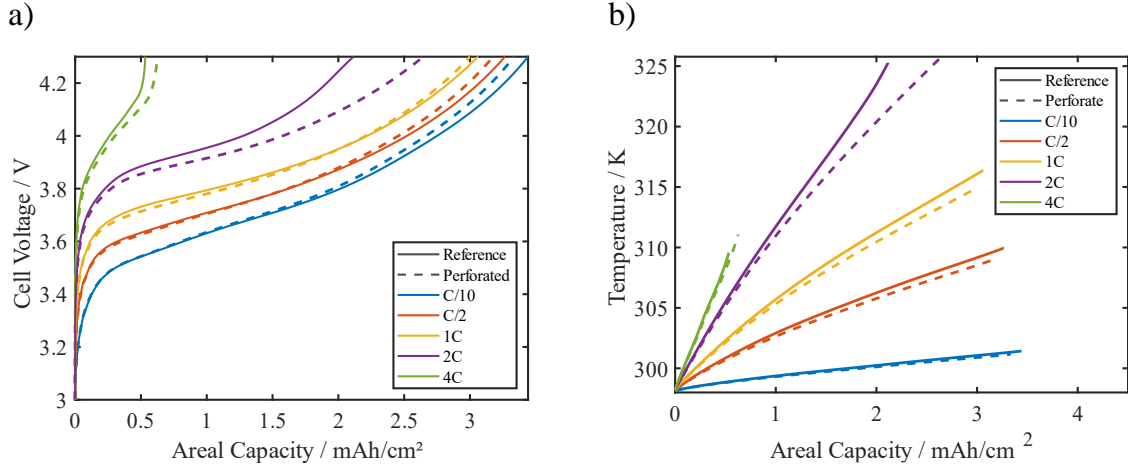 a)
4.2
4
3.8
3.6
3.4
3.2
3
Cell Voltage / V
0
0.5
1
1.5
2
2.5
3
Areal Capacity / mAh/cm²
Reference
Perforated
C/10
C/2
1C
2C
4C
b)
325
320
315
310
305
300
Temperature / K
0
1
2
3
4
Areal Capacity / mAh/cm 2
Reference
Perforate
C/10
C/2
1C
2C
4C